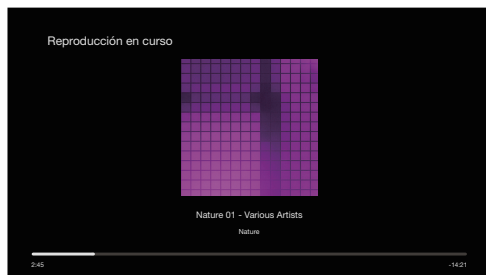 Reproducción en curso
Nature 01 - Various Artists
Nature
2:45
-14:21